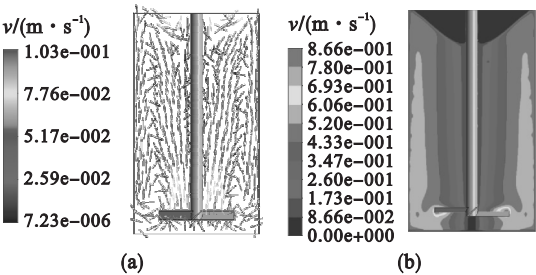 v/(m · s⁻¹)
1.03e-001
7.76e-002
5.17e-002
2.59e-002
7.23e-006
(a)
v/(m · s⁻¹)
8.66e-001
7.80e-001
6.93e-001
6.06e-001
5.20e-001
4.33e-001
3.47e-001
2.60e-001
1.73e-001
8.66e-002
0.00e+000
(b)